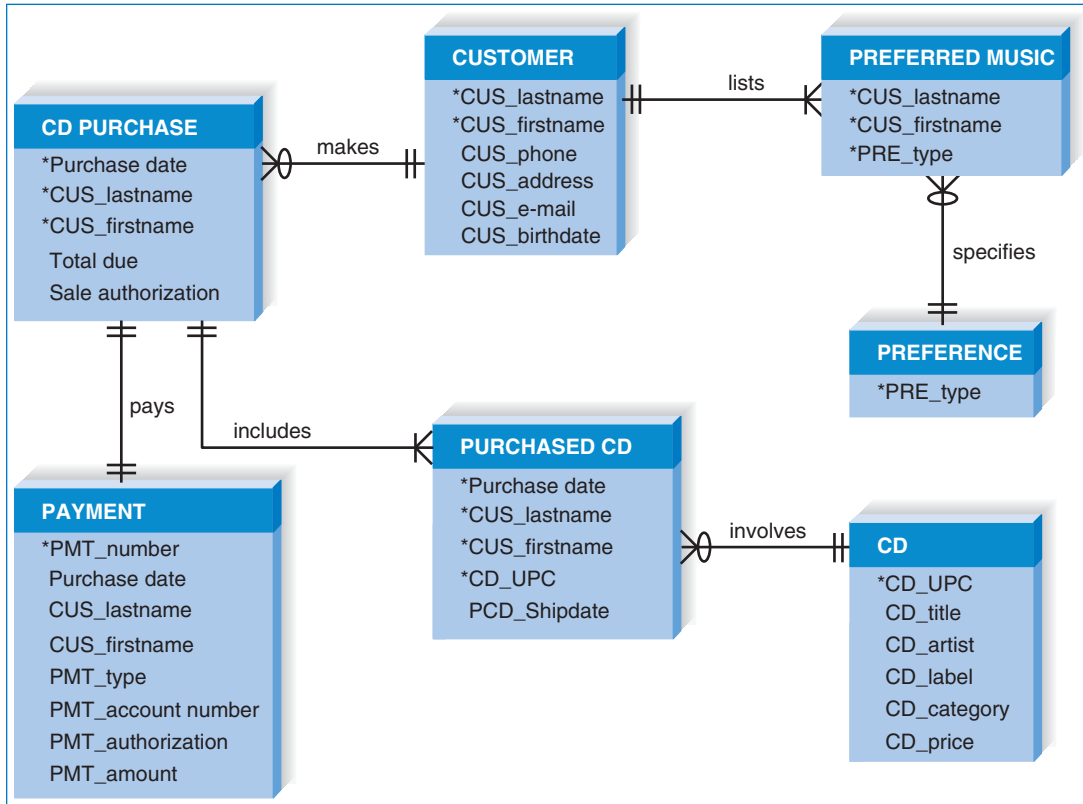 CD PURCHASE
*Purchase date
*CUS_lastname
*CUS_firstname
Total due
Sale authorization
makes
CUSTOMER
*CUS_lastname
*CUS_firstname
CUS_phone
CUS_address
CUS_e-mail
CUS_birthdate
lists
PREFERRED MUSIC
*CUS_lastname
*CUS_firstname
*PRE_type
specifies
PREFERENCE
*PRE_type
pays
includes
PAYMENT
*PMT_number
Purchase date
CUS_lastname
CUS_firstname
PMT_type
PMT_account number
PMT_authorization
PMT_amount
PURCHASED CD
*Purchase date
*CUS_lastname
*CUS_firstname
*CD_UPC
PCD_Shipdate
involves
CD
*CD_UPC
CD_title
CD_artist
CD_label
CD_category
CD_price